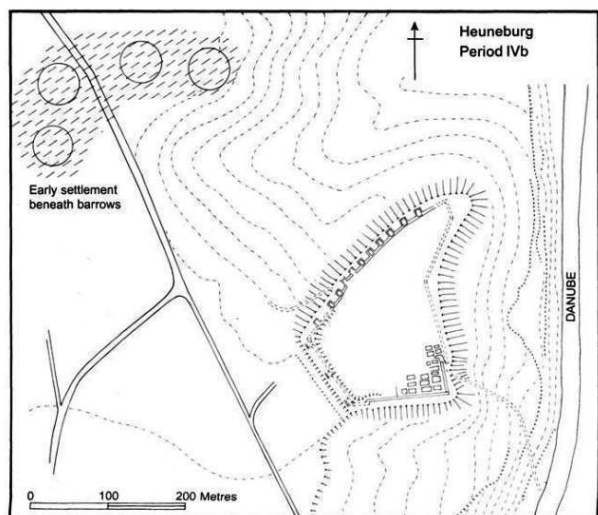 Heuneburg
Period IVb
Early settlement
beneath barrows
DANUBE
0 100 200 Metres